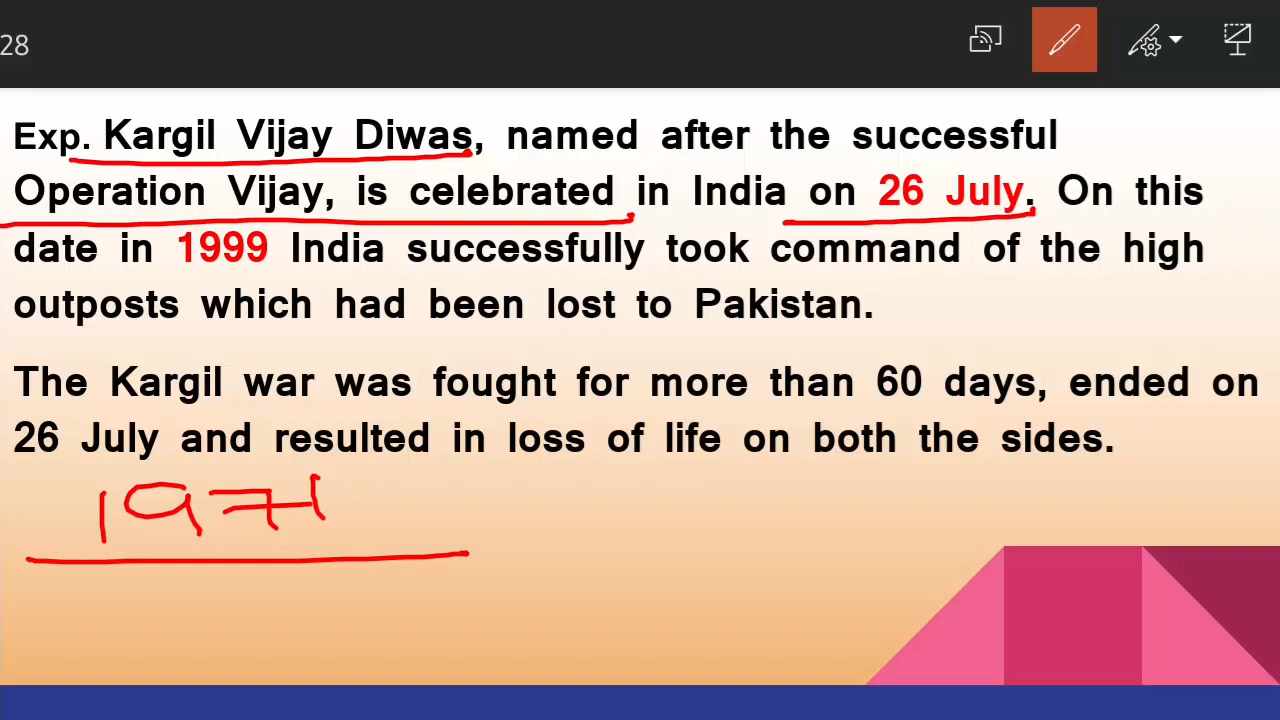 28
Exp. Kargil Vijay Diwas, named after the successful
Operation Vijay, is celebrated in India on 26 July. On this
date in 1999 India successfully took command of the high
outposts which had been lost to Pakistan.
The Kargil war was fought for more than 60 days, ended on
26 July and resulted in loss of life on both the sides.
1971